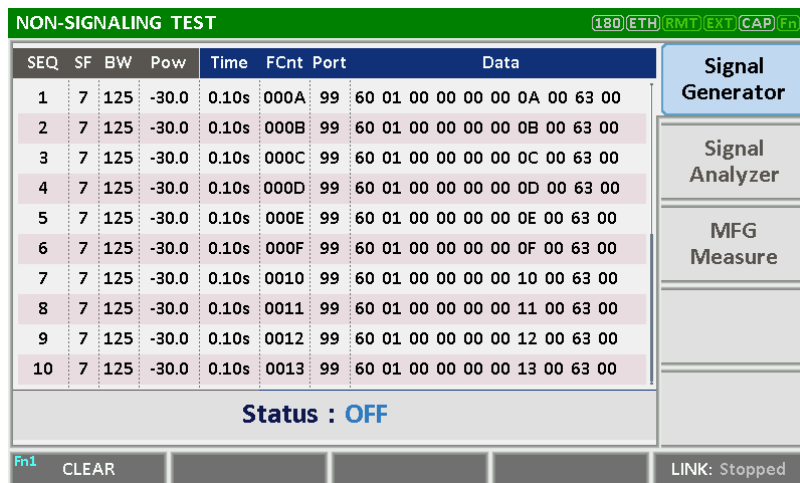 NON-SIGNALING TEST 180 ETH RMT EXT CAP Fn
SEQ SF BW Pow Time FCnt Port Data
1 7 125 -30.0 0.10s 000A 99 60 01 00 00 00 00 0A 00 63 00
2 7 125 -30.0 0.10s 000B 99 60 01 00 00 00 00 0B 00 63 00
3 7 125 -30.0 0.10s 000C 99 60 01 00 00 00 00 0C 00 63 00
4 7 125 -30.0 0.10s 000D 99 60 01 00 00 00 00 0D 00 63 00
5 7 125 -30.0 0.10s 000E 99 60 01 00 00 00 00 0E 00 63 00
6 7 125 -30.0 0.10s 000F 99 60 01 00 00 00 00 0F 00 63 00
7 7 125 -30.0 0.10s 0010 99 60 01 00 00 00 00 10 00 63 00
8 7 125 -30.0 0.10s 0011 99 60 01 00 00 00 00 11 00 63 00
9 7 125 -30.0 0.10s 0012 99 60 01 00 00 00 00 12 00 63 00
10 7 125 -30.0 0.10s 0013 99 60 01 00 00 00 00 13 00 63 00
Status : OFF
Signal
Generator
Signal
Analyzer
MFG
Measure
Fn1 CLEAR
LINK: Stopped